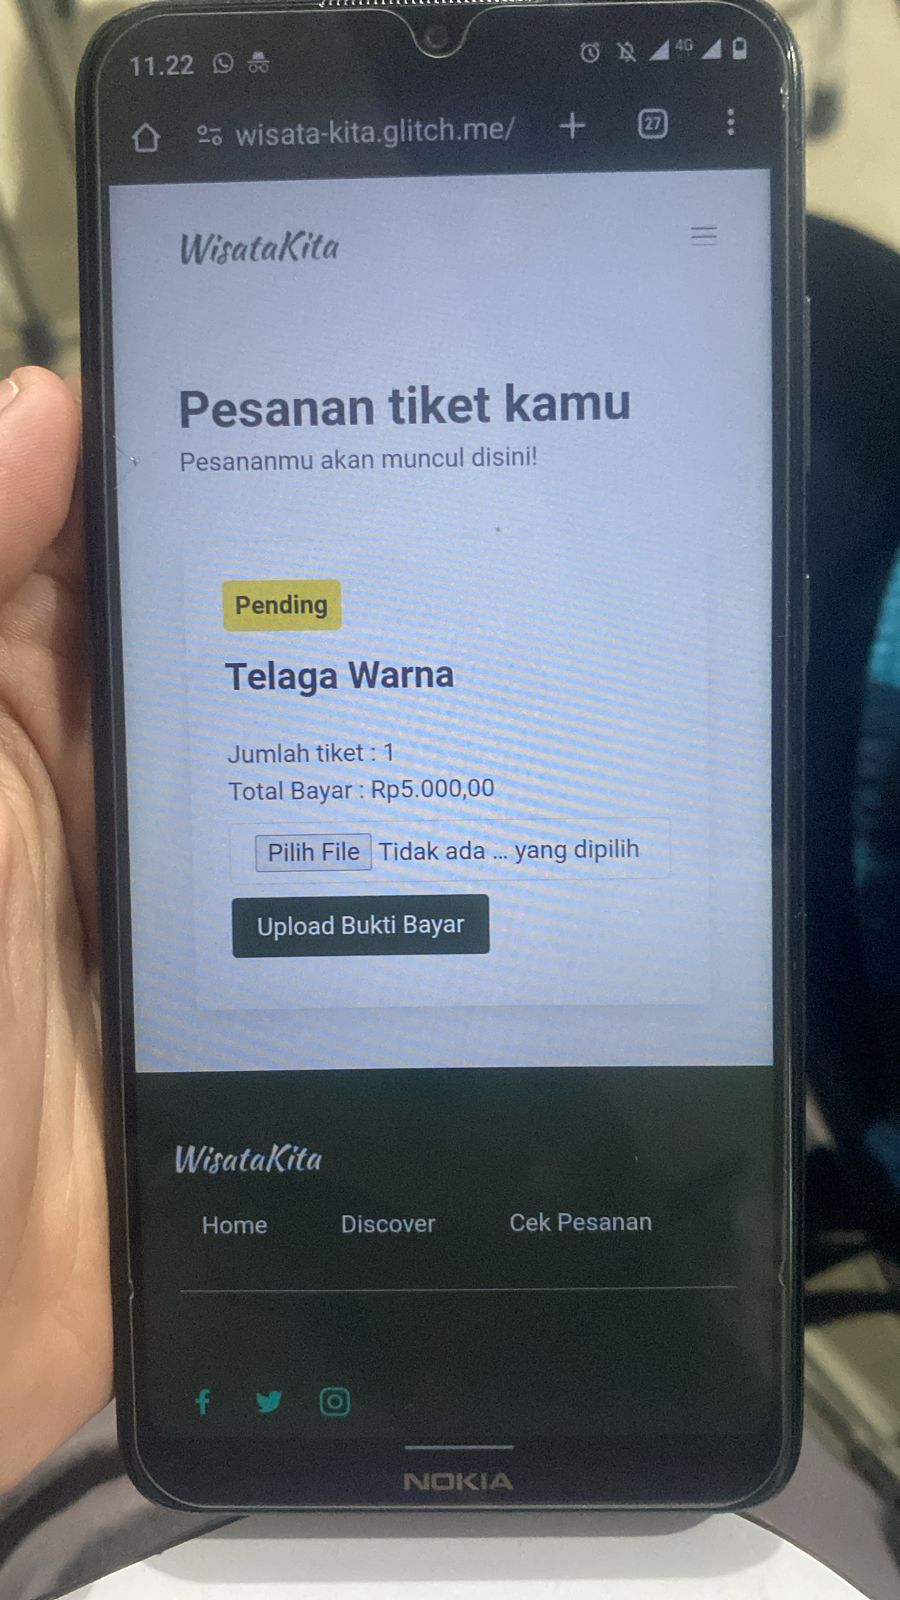 11.22
4G
wisata-kita.glitch.me/
27
WisataKita
Pesanan tiket kamu
Pesananmu akan muncul disini!
Pending
Telaga Warna
Jumlah tiket : 1
Total Bayar : Rp5.000,00
Pilih File Tidak ada ... yang dipilih
Upload Bukti Bayar
WisataKita
Home Discover Cek Pesanan
NOKIA